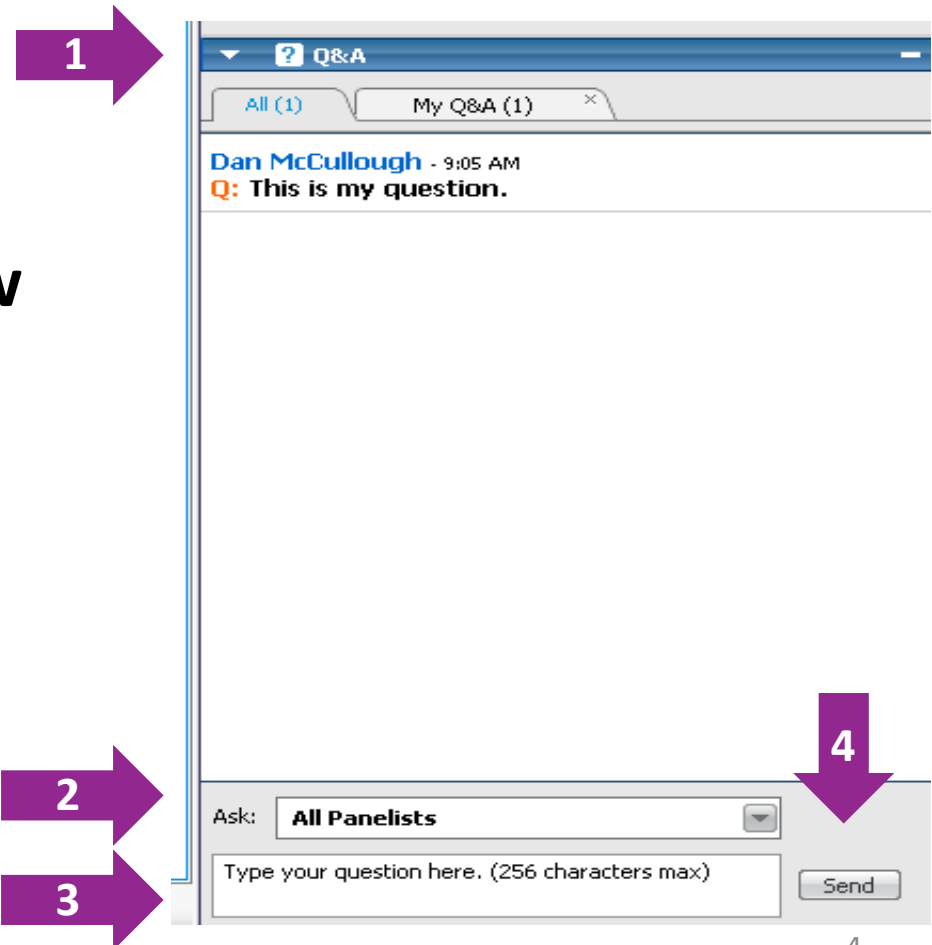 1
? Q&A
All (1) My Q&A (1) ×
Dan McCullough - 9:05 AM
Q: This is my question.
4
2
Ask: All Panelists
Type your question here. (256 characters max)
Send
3